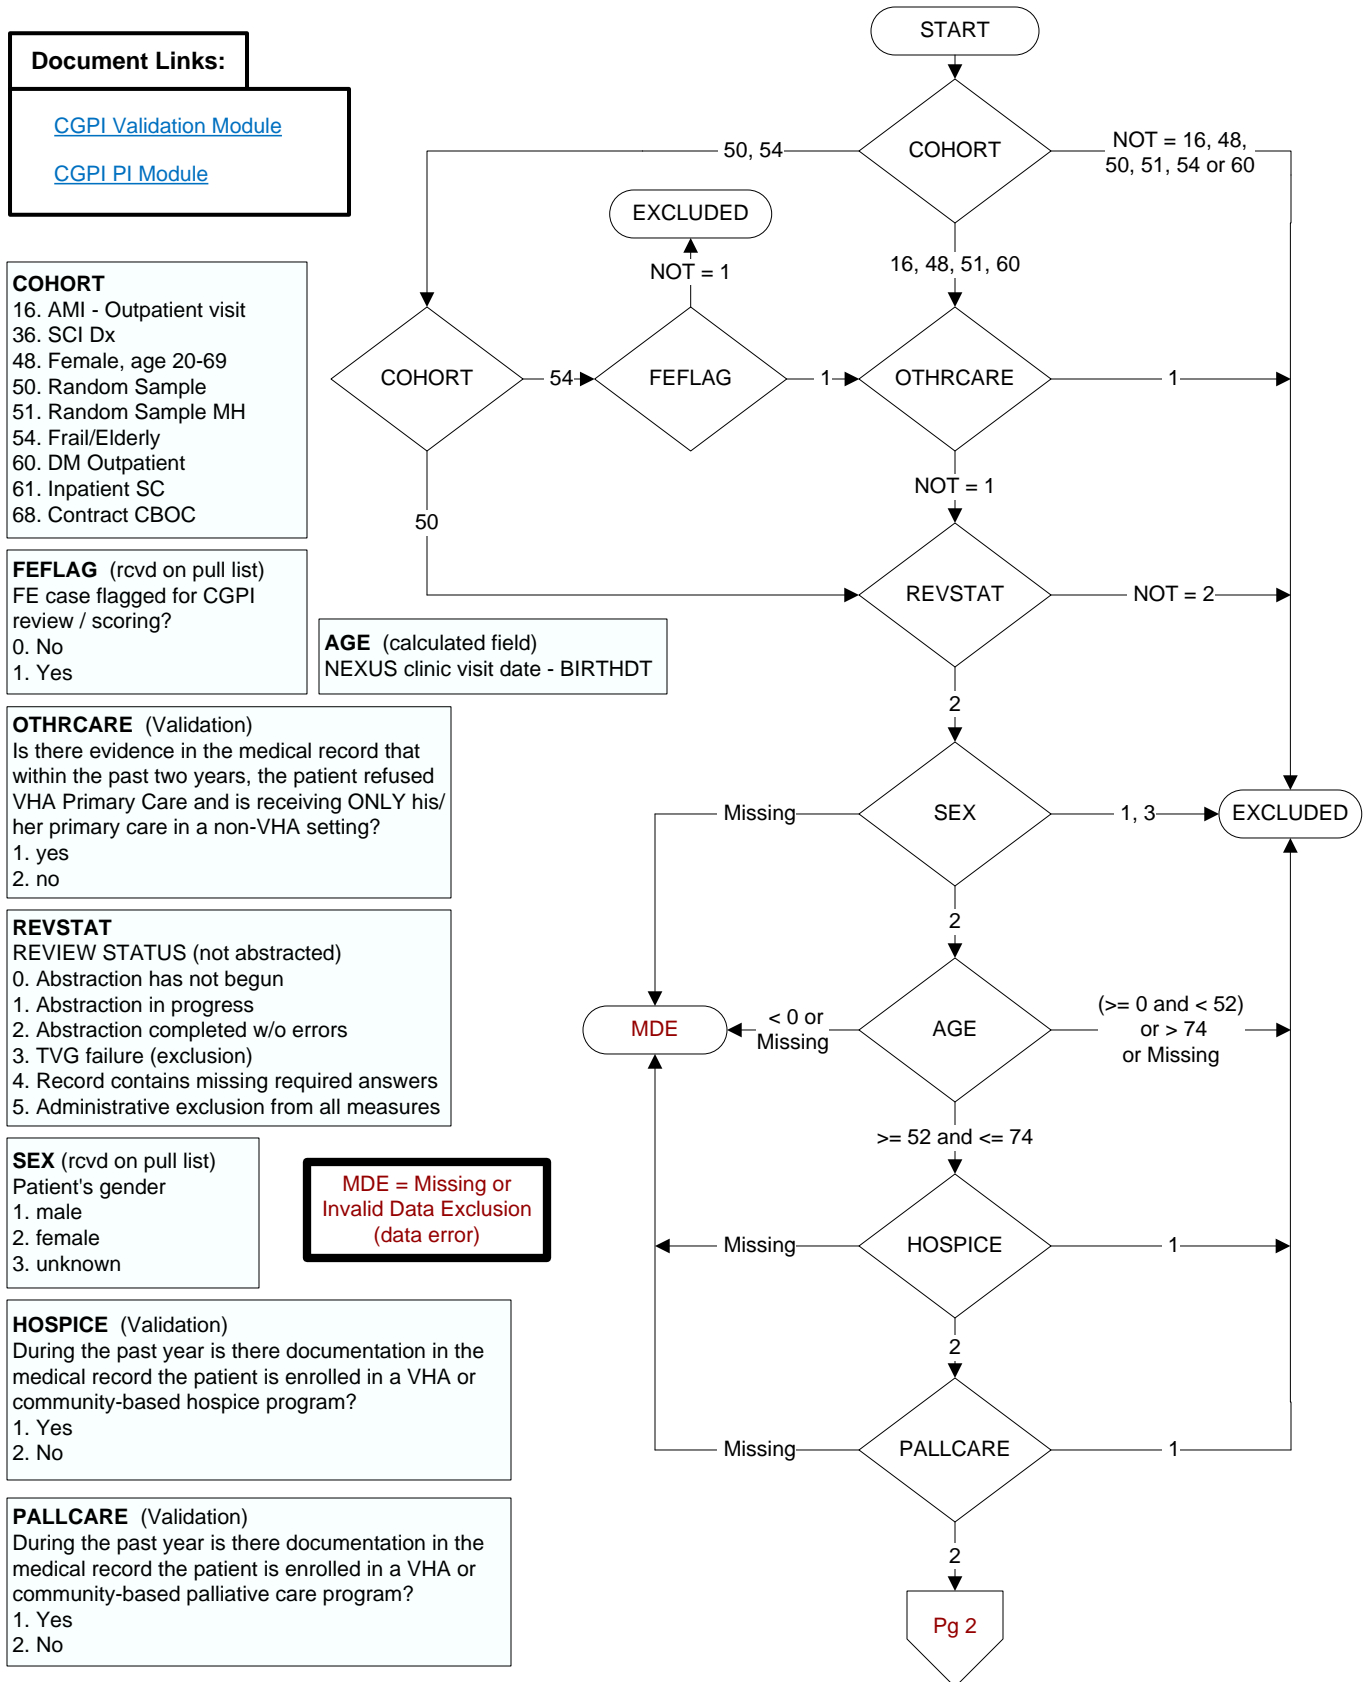 Document Links:
CGPI Validation Module
CGPI PI Module
COHORT
16. AMI - Outpatient visit
36. SCI Dx
48. Female, age 20-69
50. Random Sample
51. Random Sample MH
54. Frail/Elderly
60. DM Outpatient
61. Inpatient SC
68. Contract CBOC
FEFLAG (rcvd on pull list)
FE case flagged for CGPI
review / scoring?
0. No
1. Yes
AGE (calculated field)
NEXUS clinic visit date - BIRTHDT
OTHRCARE (Validation)
Is there evidence in the medical record that
within the past two years, the patient refused
VHA Primary Care and is receiving ONLY his/
her primary care in a non-VHA setting?
1. yes
2. no
REVSTAT
REVIEW STATUS (not abstracted)
0. Abstraction has not begun
1. Abstraction in progress
2. Abstraction completed w/o errors
3. TVG failure (exclusion)
4. Record contains missing required answers
5. Administrative exclusion from all measures
SEX (rcvd on pull list)
Patient's gender
1. male
2. female
3. unknown
MDE = Missing or
Invalid Data Exclusion
(data error)
HOSPICE (Validation)
During the past year is there documentation in the
medical record the patient is enrolled in a VHA or
community-based hospice program?
1. Yes
2. No
PALLCARE (Validation)
During the past year is there documentation in the
medical record the patient is enrolled in a VHA or
community-based palliative care program?
1. Yes
2. No
START
COHORT
50, 54
NOT = 16, 48,
50, 51, 54 or 60
16, 48, 51, 60
EXCLUDED
NOT = 1
COHORT
54
FEFLAG
1
OTHRCARE
1
NOT = 1
50
REVSTAT
NOT = 2
2
Missing
SEX
1, 3
EXCLUDED
2
MDE
< 0 or
Missing
AGE
(>= 0 and < 52)
or > 74
or Missing
>= 52 and <= 74
Missing
HOSPICE
1
2
Missing
PALLCARE
1
2
Pg 2